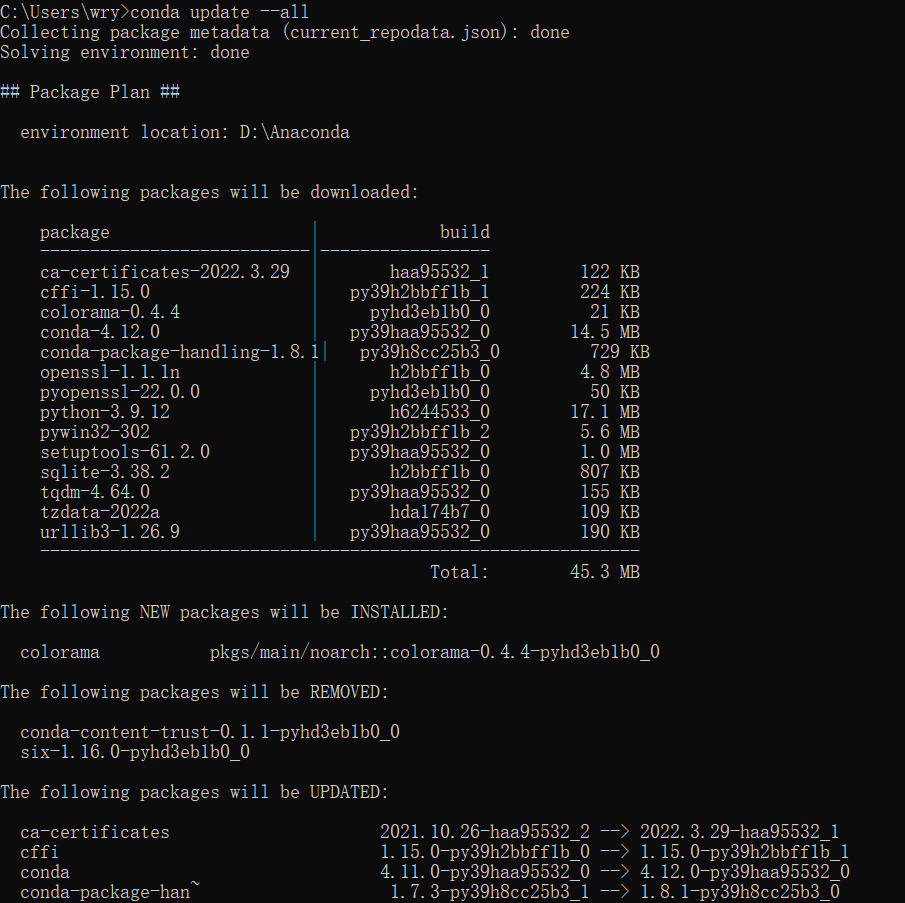 C:\Users\wry>conda update --all
Collecting package metadata (current_repodata.json): done
Solving environment: done
## Package Plan ##
environment location: D:\Anaconda
The following packages will be downloaded:
package | build
---------------------------|-----------------
ca-certificates-2022.3.29 | haa95532_1 122 KB
cffi-1.15.0 | py39h2bbff1b_1 224 KB
colorama-0.4.4 | pyhd3eb1b0_0 21 KB
conda-4.12.0 | py39haa95532_0 14.5 MB
conda-package-handling-1.8.1| py39h8cc25b3_0 729 KB
openssl-1.1.1n | h2bbff1b_0 4.8 MB
pyopenssl-22.0.0 | pyhd3eb1b0_0 50 KB
python-3.9.12 | h6244533_0 17.1 MB
pywin32-302 | py39h2bbff1b_2 5.6 MB
setuptools-61.2.0 | py39haa95532_0 1.0 MB
sqlite-3.38.2 | h2bbff1b_0 807 KB
tqdm-4.64.0 | py39haa95532_0 155 KB
tzdata-2022a | hda174b7_0 109 KB
urllib3-1.26.9 | py39haa95532_0 190 KB
------------------------------------------------------------
Total: 45.3 MB
The following NEW packages will be INSTALLED:
colorama pkgs/main/noarch::colorama-0.4.4-pyhd3eb1b0_0
The following packages will be REMOVED:
conda-content-trust-0.1.1-pyhd3eb1b0_0
six-1.16.0-pyhd3eb1b0_0
The following packages will be UPDATED:
ca-certificates 2021.10.26-haa95532_2 --> 2022.3.29-haa95532_1
cffi 1.15.0-py39h2bbff1b_0 --> 1.15.0-py39h2bbff1b_1
conda 4.11.0-py39haa95532_0 --> 4.12.0-py39haa95532_0
conda-package-han~ 1.7.3-py39h8cc25b3_1 --> 1.8.1-py39h8cc25b3_0